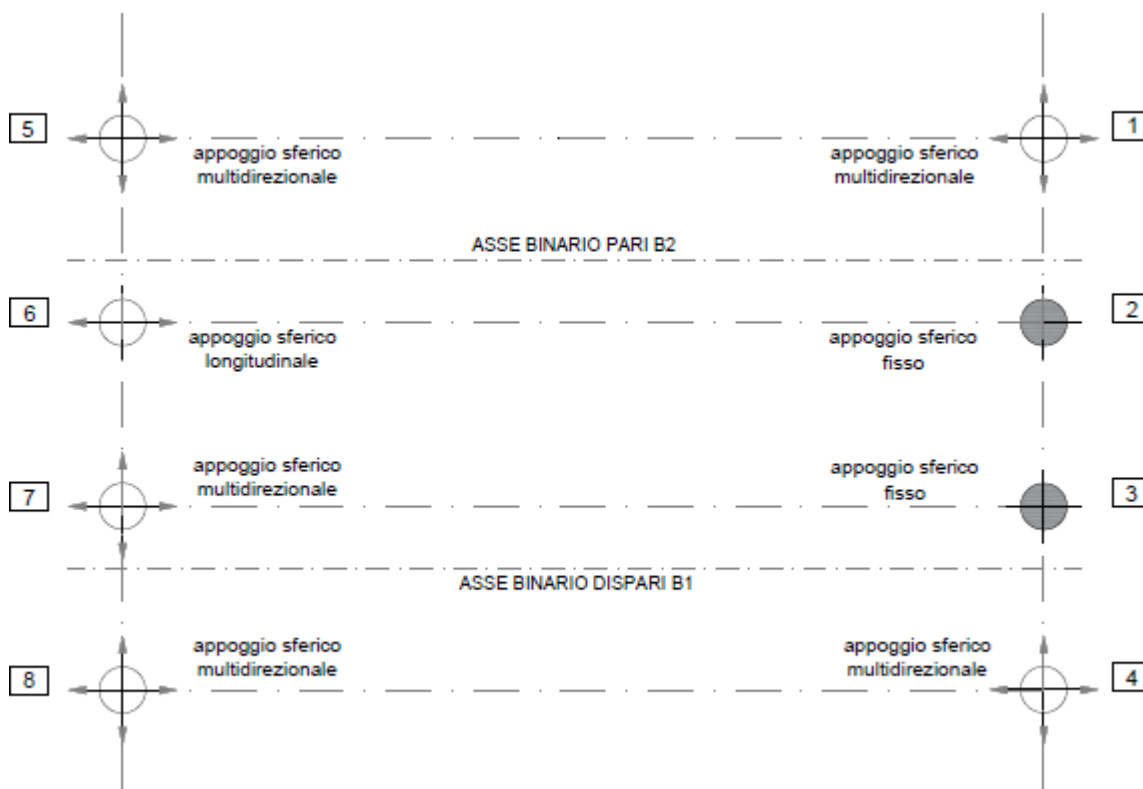 5
appoggio sferico
multidirezionale
appoggio sferico
multidirezionale
1
ASSE BINARIO PARI B2
6
appoggio sferico
longitudinale
appoggio sferico
fisso
2
7
appoggio sferico
multidirezionale
appoggio sferico
fisso
3
ASSE BINARIO DISPARI B1
8
appoggio sferico
multidirezionale
appoggio sferico
multidirezionale
4